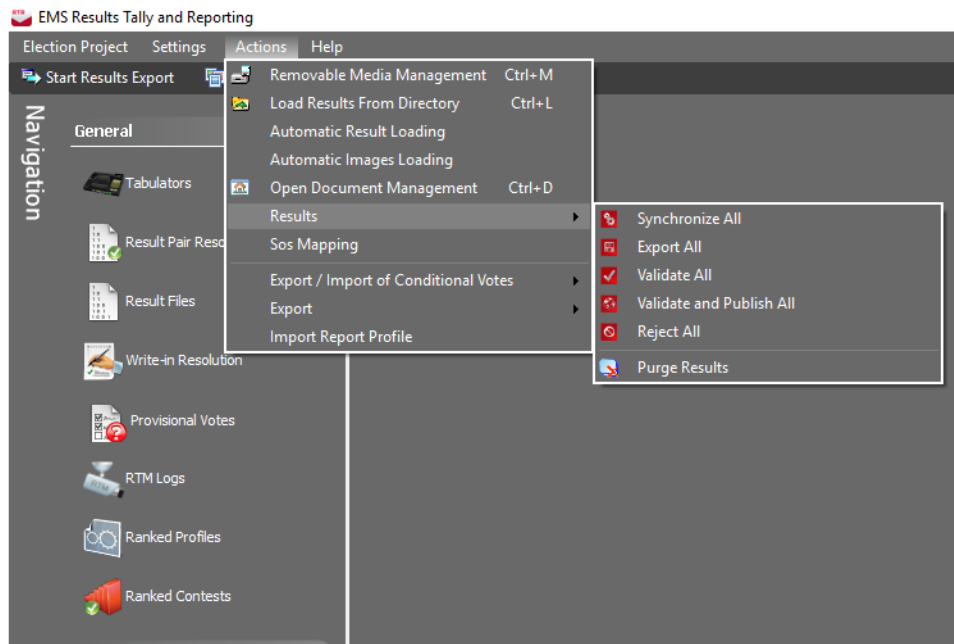 RTR
EMS Results Tally and Reporting
Election Project Settings Actions Help
Start Results Export
Removable Media Management Ctrl+M
Load Results From Directory Ctrl+L
Automatic Result Loading
Automatic Images Loading
Open Document Management Ctrl+D
Results
Sos Mapping
Export / Import of Conditional Votes
Export
Import Report Profile
Synchronize All
Export All
Validate All
Validate and Publish All
Reject All
Purge Results
Navigation
General
Tabulators
Result Pair Reso
Result Files
Write-in Resolution
Provisional Votes
RTM Logs
Ranked Profiles
Ranked Contests